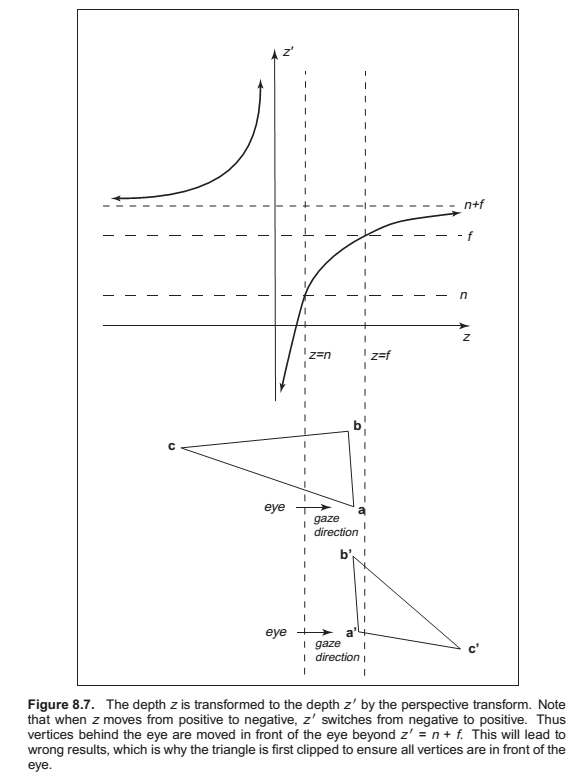 z'
n+f
f
n
z
z=n
z=f
b
c
eye
a
gaze
direction
b'
eye
a'
gaze
direction
c'
Figure 8.7. The depth z is transformed to the depth z' by the perspective transform. Note
that when z moves from positive to negative, z' switches from negative to positive. Thus
vertices behind the eye are moved in front of the eye beyond z' = n + f. This will lead to
wrong results, which is why the triangle is first clipped to ensure all vertices are in front of the
eye.